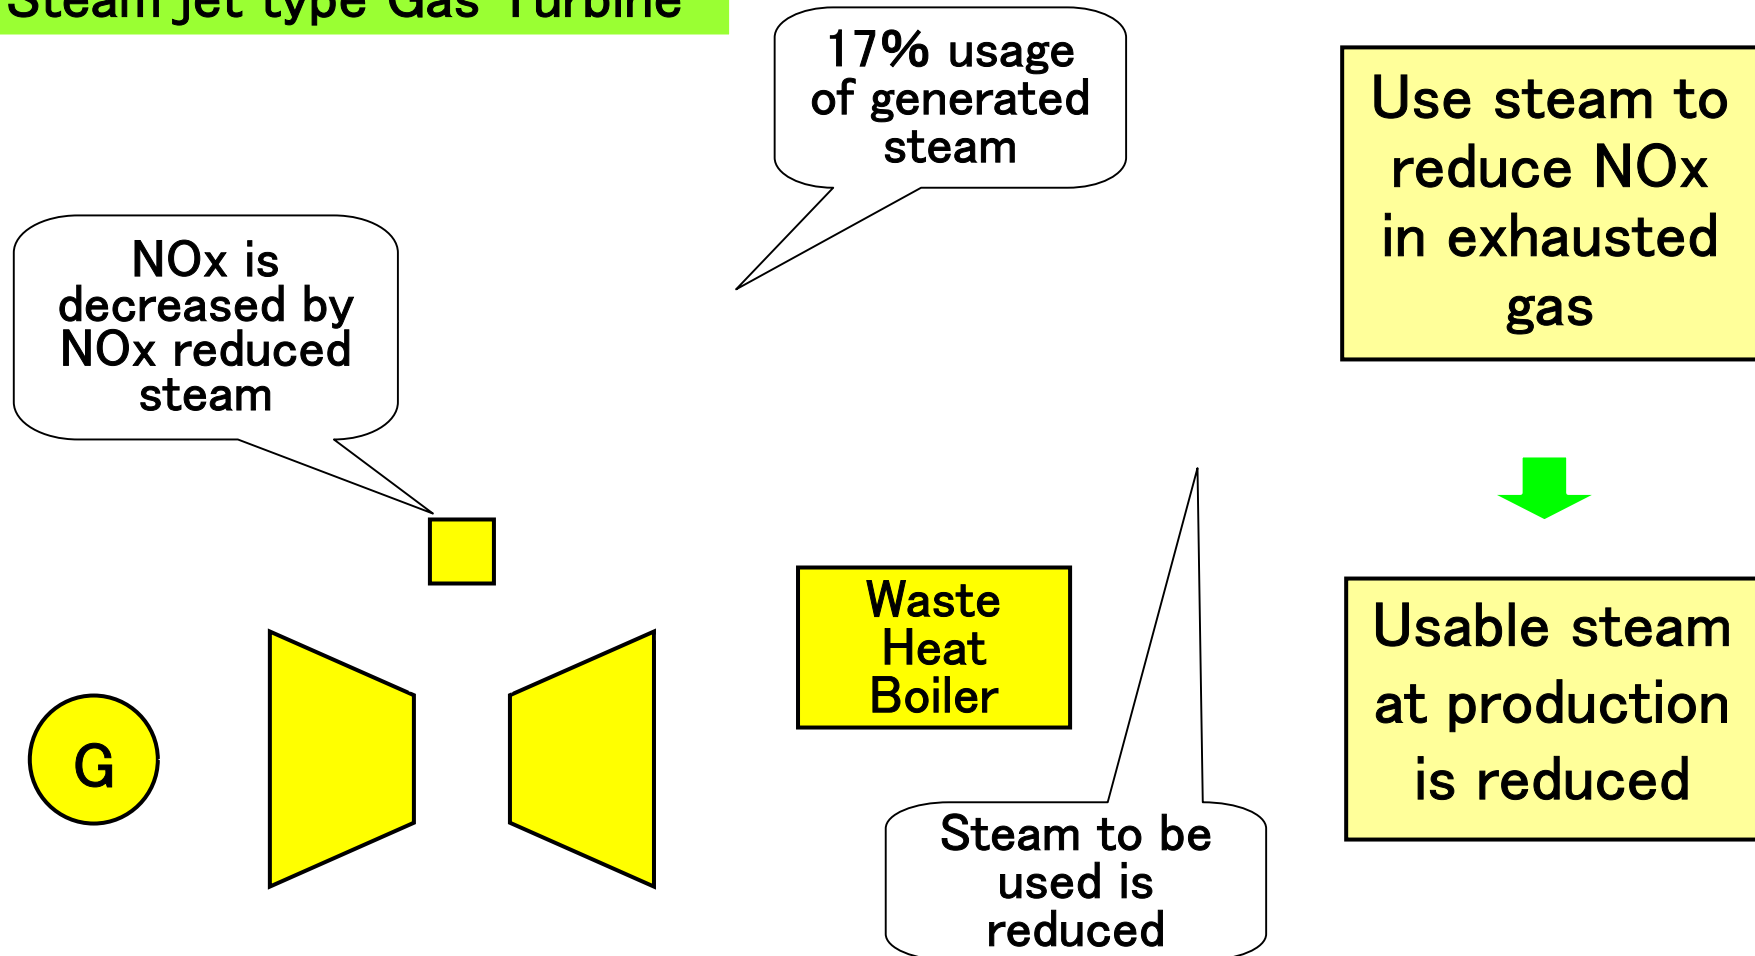 Steam jet type Gas Turbine
17% usage
of generated
steam
Use steam to
reduce NOx
in exhausted
gas
NOx is
decreased by
NOx reduced
steam
Waste
Heat
Boiler
G
Usable steam
at production
is reduced
Steam to be
used is
reduced